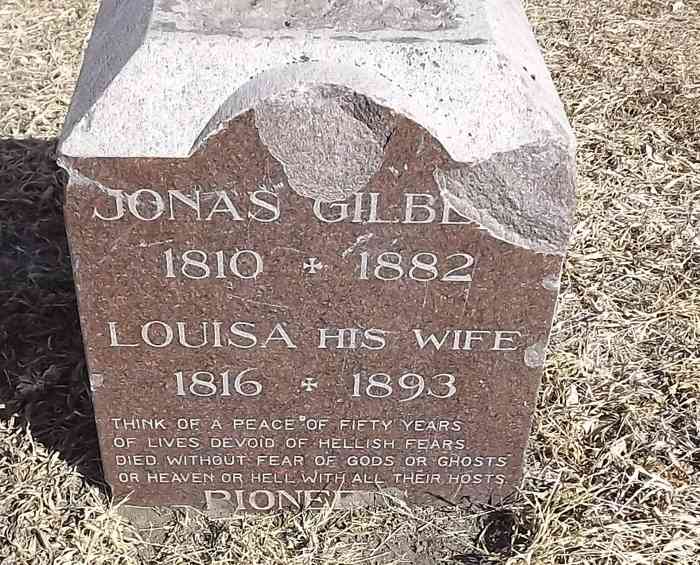 JONAS GILBE
1810 ✢ 1882
LOUISA HIS WIFE
1816 ✢ 1893
THINK OF A PEACE OF FIFTY YEARS
OF LIVES DEVOID OF HELLISH FEARS.
DIED WITHOUT FEAR OF GODS OR GHOSTS
OR HEAVEN OR HELL WITH ALL THEIR HOSTS.
PIONEERS